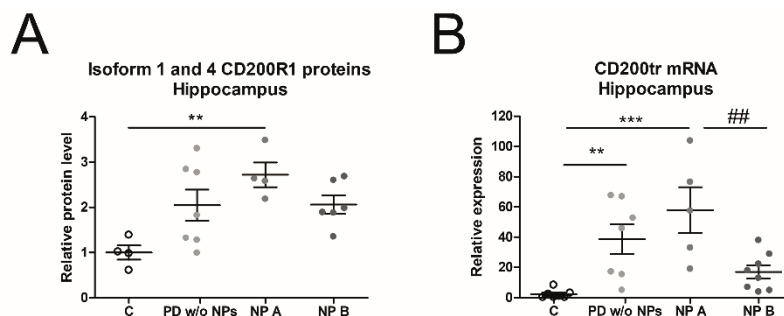 A
Isoform 1 and 4 CD200R1 proteins
Hippocampus
Relative protein level
4
3
2
1
0
**
C
PD w/o NPs
NP A
NP B
B
CD200tr mRNA
Hippocampus
Relative expression
120
100
80
60
40
20
0
***
##
**
C
PD w/o NPs
NP A
NP B